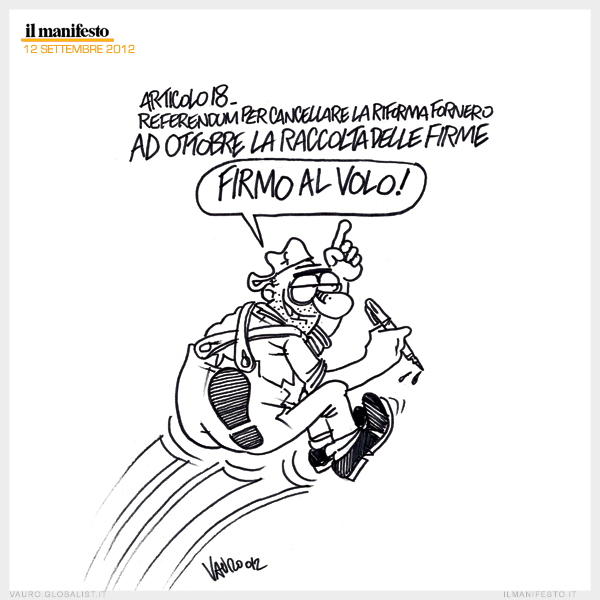 il manifesto
12 SETTEMBRE 2012
ARTICOLO 18_
REFERENDUM PER CANCELLARE LA RIFORMA FORNERO
AD OTTOBRE LA RACCOLTA DELLE FIRME
FIRMO AL VOLO!
VAURO 012
VAURO.GLOBALIST.IT
ILMANIFESTO.IT